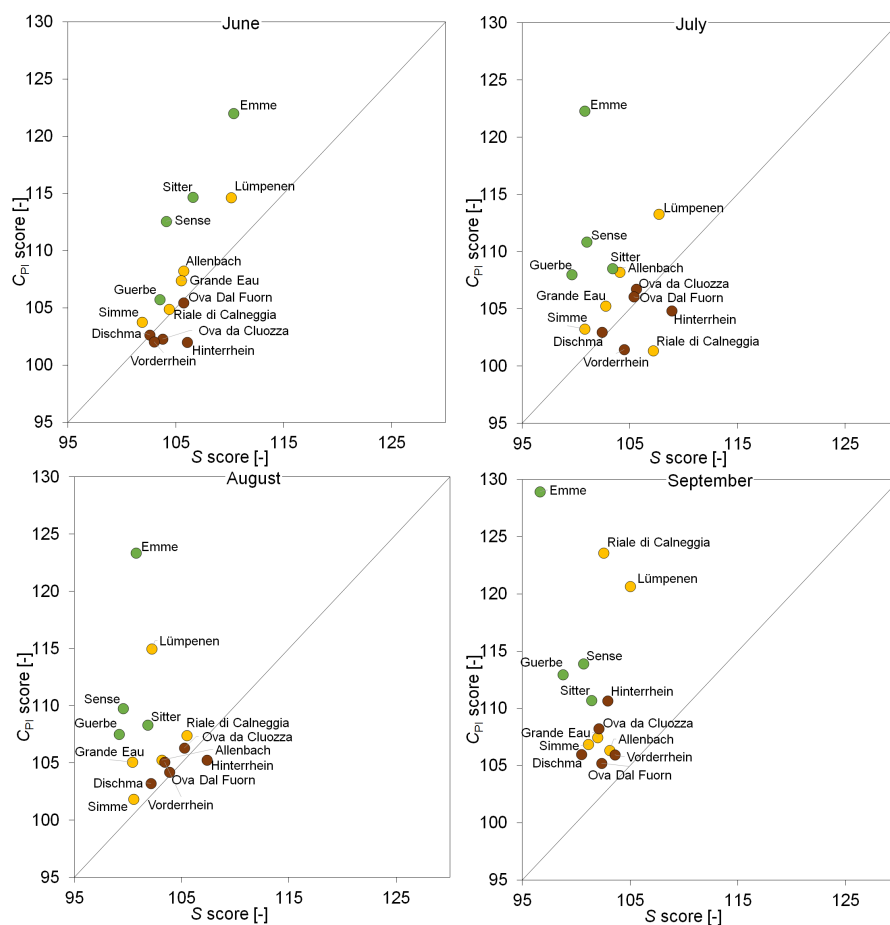 June
130
125
120
115
110
105
100
95
C_PI score [-]
Emme
Sitter
Lümpenen
Sense
Allenbach
Grande Eau
Guerbe
Ova Dal Fuorn
Simme
Riale di Calneggia
Dischma
Ova da Cluozza
Vorderrhein
Hinterrhein
95
105
115
125
S score [-]
July
130
125
120
115
110
105
100
95
C_PI score [-]
Emme
Lümpenen
Sense
Sitter
Guerbe
Allenbach
Ova da Cluozza
Grande Eau
Ova Dal Fuorn
Simme
Hinterrhein
Dischma
Riale di Calneggia
Vorderrhein
95
105
115
125
S score [-]
August
130
125
120
115
110
105
100
95
C_PI score [-]
Emme
Lümpenen
Sense
Guerbe
Sitter
Riale di Calneggia
Ova da Cluozza
Grande Eau
Allenbach
Hinterrhein
Dischma
Ova Dal Fuorn
Simme
Vorderrhein
95
105
115
125
S score [-]
September
130
125
120
115
110
105
100
95
C_PI score [-]
Emme
Riale di Calneggia
Lümpenen
Sense
Guerbe
Sitter
Hinterrhein
Ova da Cluozza
Grande Eau
Allenbach
Simme
Vorderrhein
Dischma
Ova Dal Fuorn
95
105
115
125
S score [-]